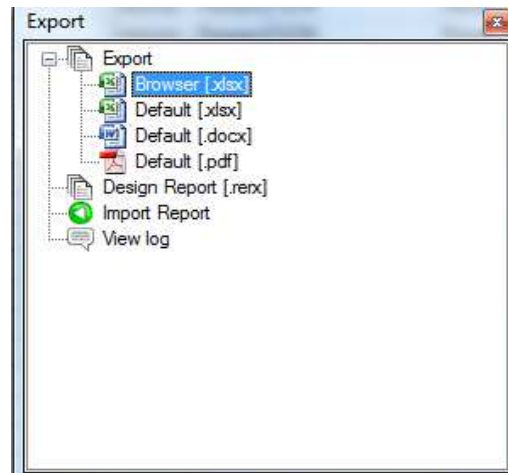 Export
Export
Browser [.xlsx]
Default [.xlsx]
Default [.docx]
Default [.pdf]
Design Report [.rerx]
Import Report
View log